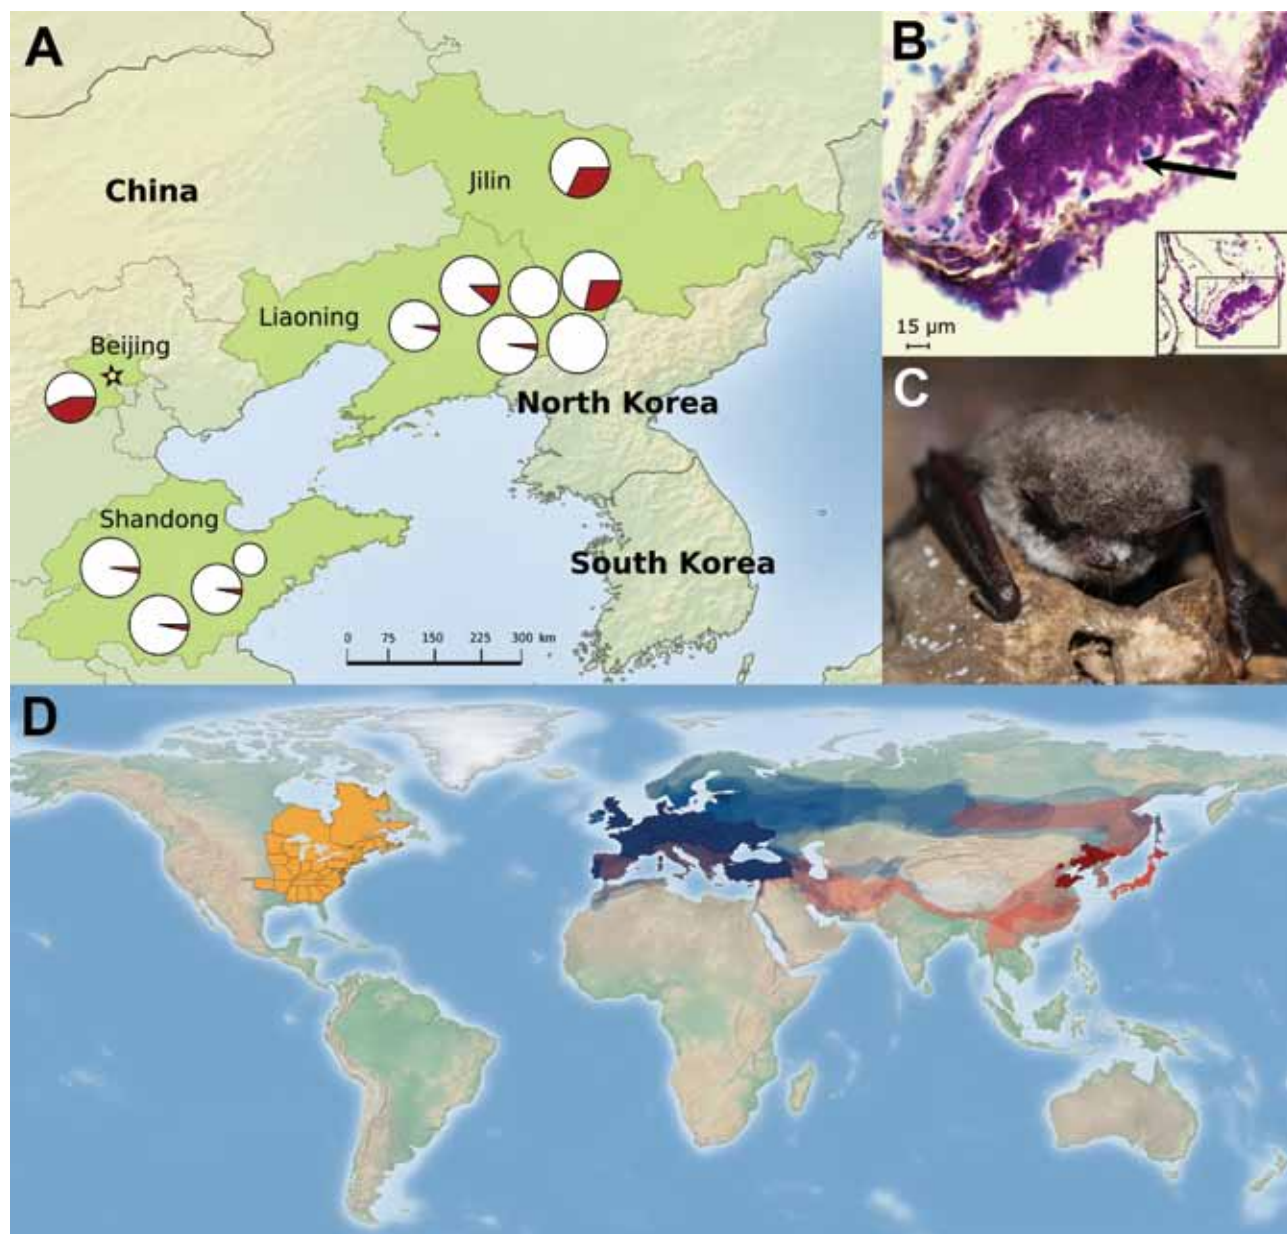 A
China
Jilin
Liaoning
Beijing
North Korea
Shandong
South Korea
0 75 150 225 300 km
B
15 µm
C
D